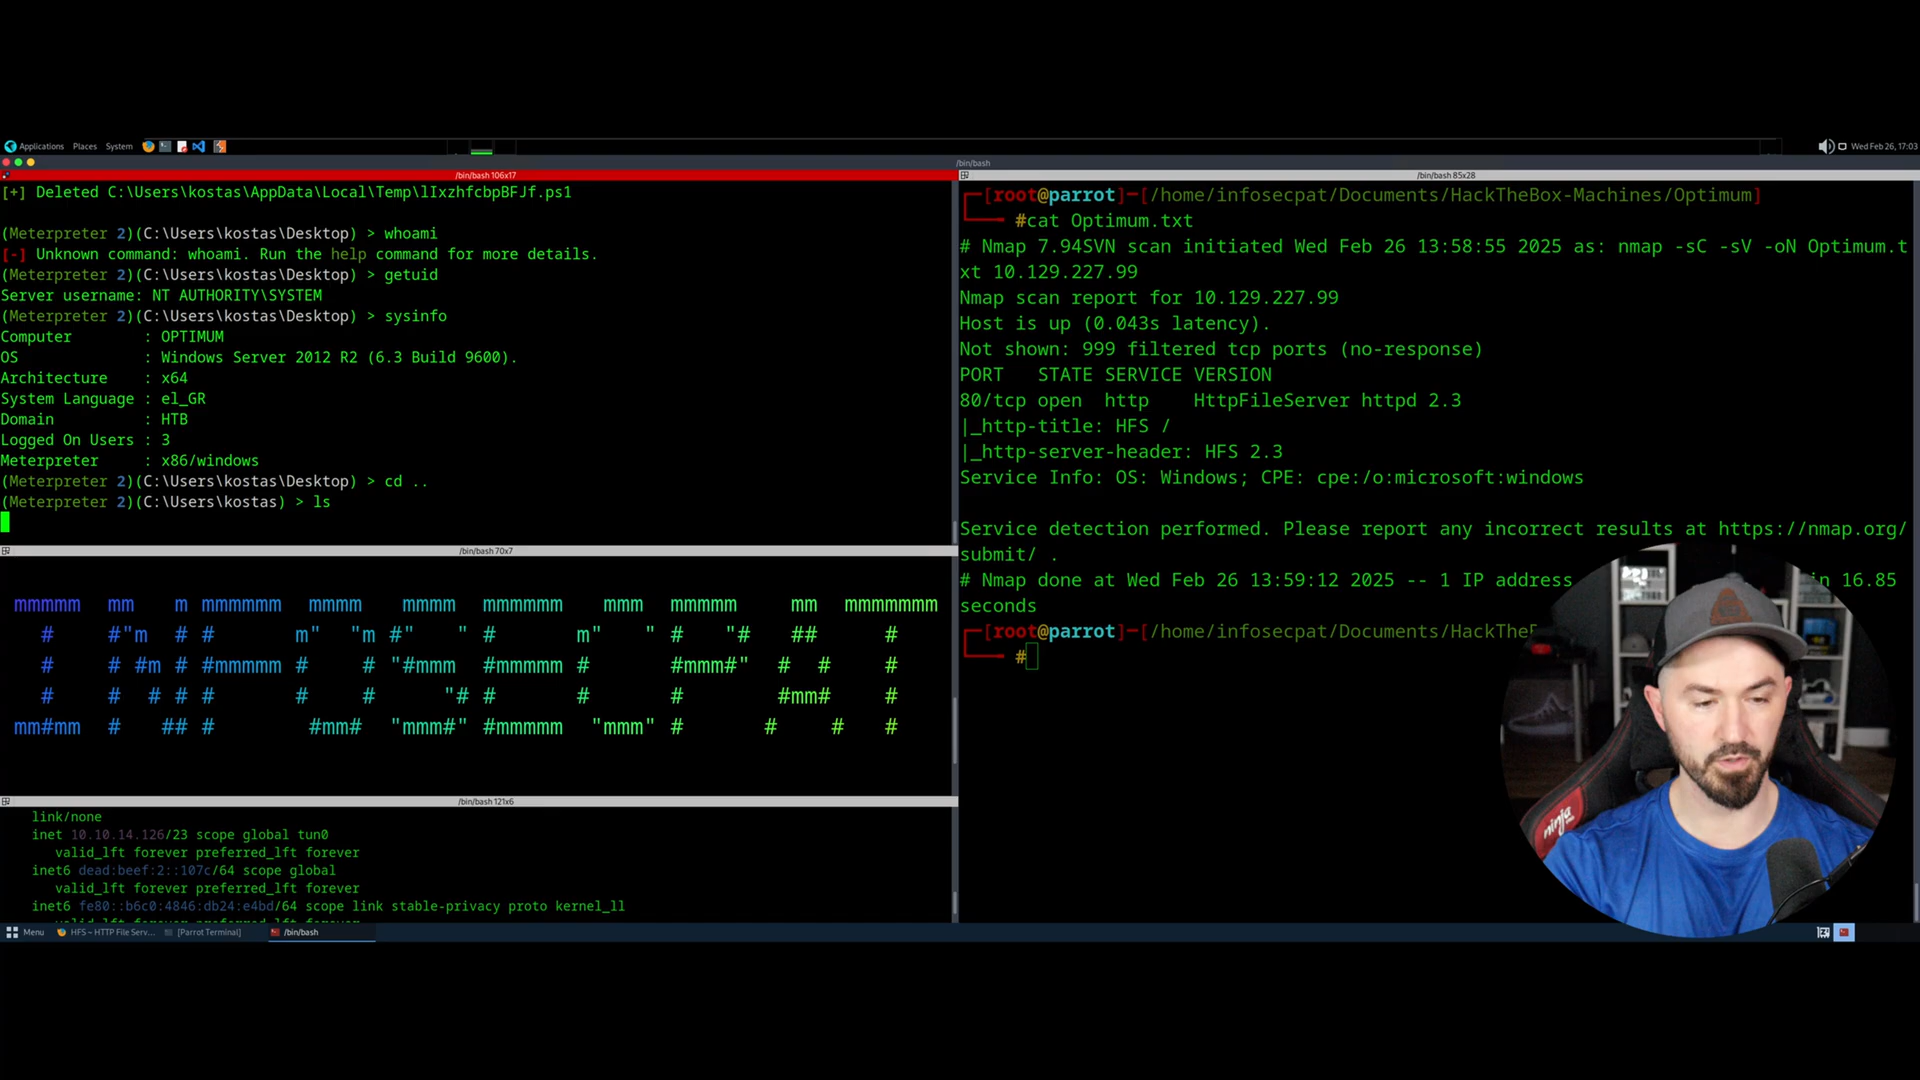 Applications Places System
Wed Feb 26, 17:03
/bin/bash
/bin/bash 106x17
[+] Deleted C:\Users\kostas\AppData\Local\Temp\lIxzhfcbpBFJf.ps1
(Meterpreter 2)(C:\Users\kostas\Desktop) > whoami
[-] Unknown command: whoami. Run the help command for more details.
(Meterpreter 2)(C:\Users\kostas\Desktop) > getuid
Server username: NT AUTHORITY\SYSTEM
(Meterpreter 2)(C:\Users\kostas\Desktop) > sysinfo
Computer : OPTIMUM
OS : Windows Server 2012 R2 (6.3 Build 9600).
Architecture : x64
System Language : el_GR
Domain : HTB
Logged On Users : 3
Meterpreter : x86/windows
(Meterpreter 2)(C:\Users\kostas\Desktop) > cd ..
(Meterpreter 2)(C:\Users\kostas) > ls
/bin/bash 70x7
INFOSECPAT
/bin/bash 121x6
link/none
inet 10.10.14.126/23 scope global tun0
valid_lft forever preferred_lft forever
inet6 dead:beef:2::107c/64 scope global
valid_lft forever preferred_lft forever
inet6 fe80::b6c0:4846:db24:e4bd/64 scope link stable-privacy proto kernel_ll
valid_lft forever preferred_lft forever
/bin/bash 85x28
┌─[root@parrot]─[/home/infosecpat/Documents/HackTheBox-Machines/Optimum]
└──╼ #cat Optimum.txt
# Nmap 7.94SVN scan initiated Wed Feb 26 13:58:55 2025 as: nmap -sC -sV -oN Optimum.t
xt 10.129.227.99
Nmap scan report for 10.129.227.99
Host is up (0.043s latency).
Not shown: 999 filtered tcp ports (no-response)
PORT STATE SERVICE VERSION
80/tcp open http HttpFileServer httpd 2.3
|_http-title: HFS /
|_http-server-header: HFS 2.3
Service Info: OS: Windows; CPE: cpe:/o:microsoft:windows
Service detection performed. Please report any incorrect results at https://nmap.org/
submit/ .
# Nmap done at Wed Feb 26 13:59:12 2025 -- 1 IP address in 16.85
seconds
┌─[root@parrot]─[/home/infosecpat/Documents/HackThe
└──╼ #
ninja
Menu HFS ~ HTTP File Serv... [Parrot Terminal] /bin/bash